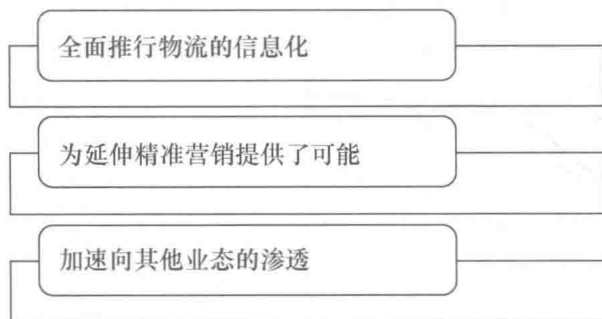 全面推行物流的信息化
为延伸精准营销提供了可能
加速向其他业态的渗透